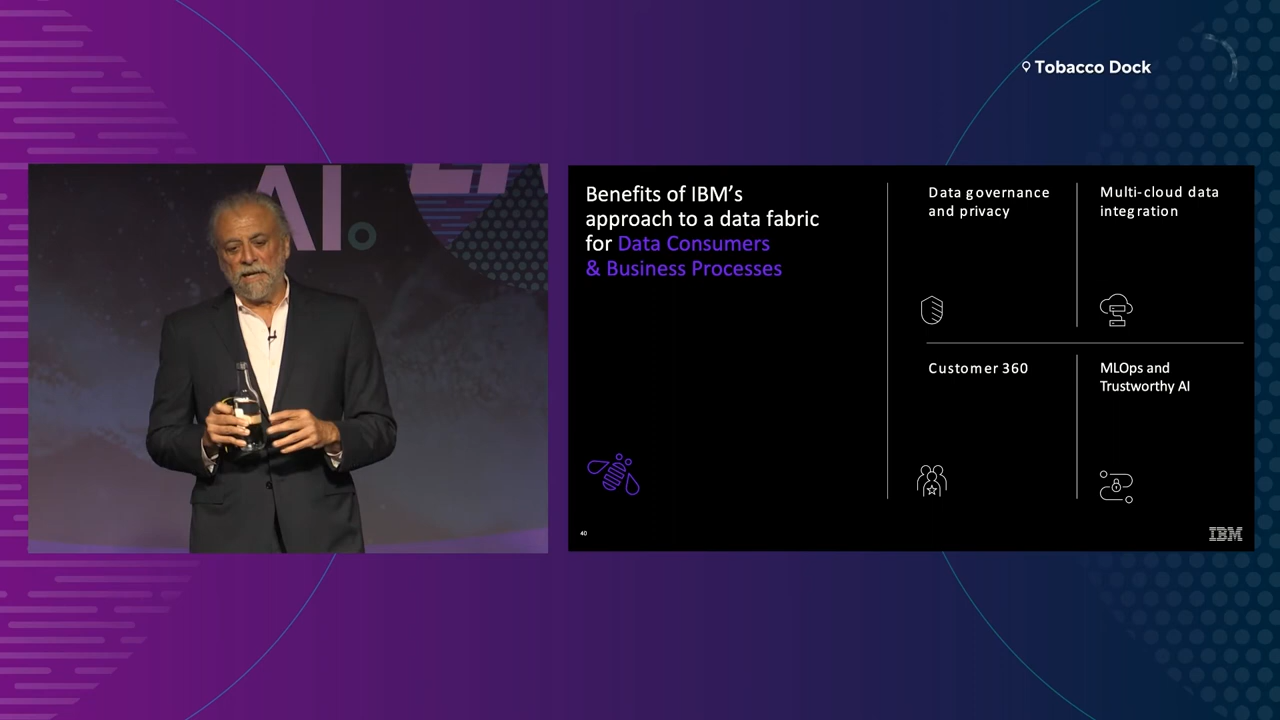 Tobacco Dock
AI
Benefits of IBM's
approach to a data fabric
for Data Consumers
& Business Processes
Data governance
and privacy
Multi-cloud data
integration
Customer 360
MLOps and
Trustworthy AI
40
IBM